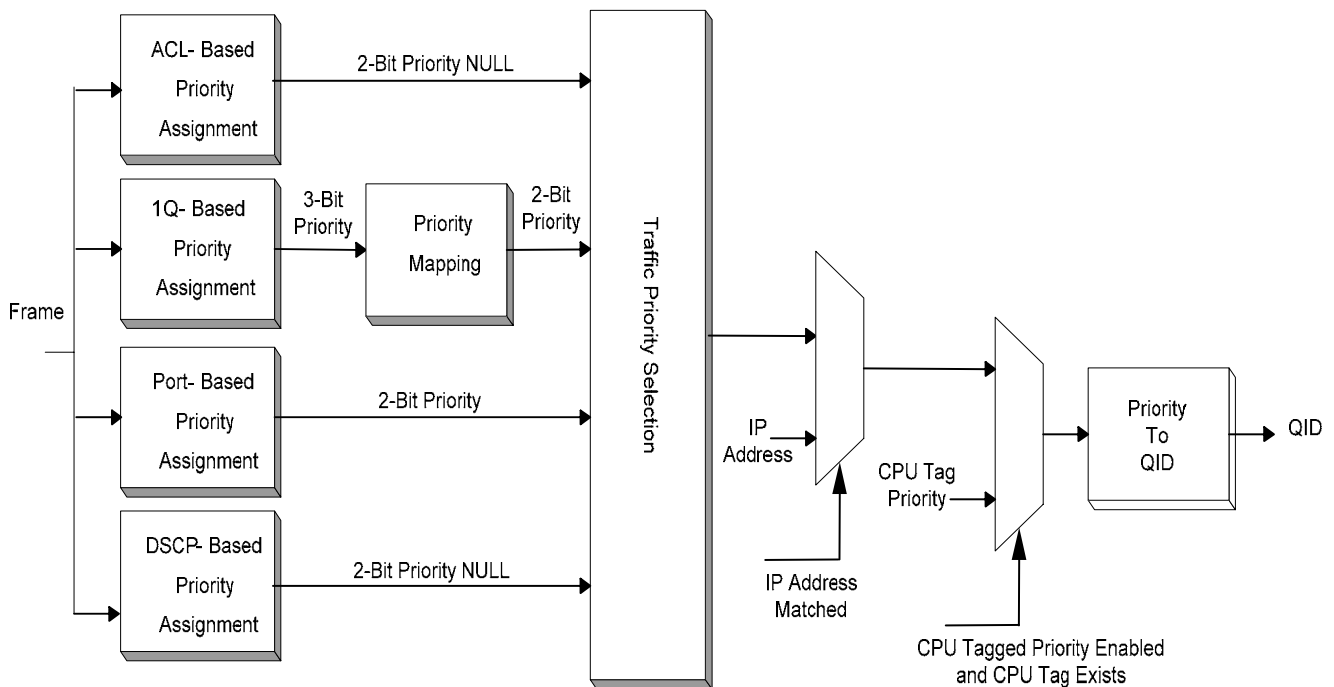 ACL- Based
Priority
Assignment
2-Bit Priority NULL
1Q- Based
Priority
Assignment
3-Bit
Priority
Priority
Mapping
2-Bit
Priority
Frame
Port- Based
Priority
Assignment
2-Bit Priority
DSCP- Based
Priority
Assignment
2-Bit Priority NULL
Traffic Priority Selection
IP
Address
IP Address
Matched
CPU Tag
Priority
CPU Tagged Priority Enabled
and CPU Tag Exists
Priority
To
QID
QID